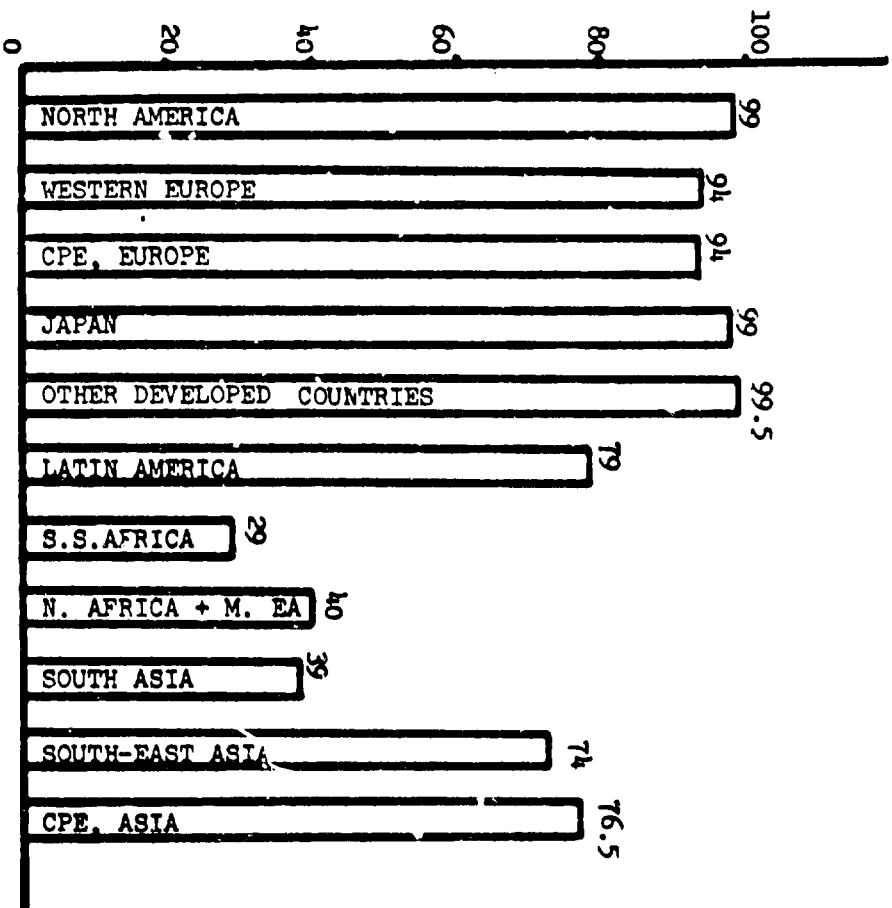 0 20 40 60 80 100
NORTH AMERICA 99
WESTERN EUROPE 94
CPE, EUROPE 94
JAPAN 99
OTHER DEVELOPED COUNTRIES 99.5
LATIN AMERICA 79
S.S.AFRICA 29
N. AFRICA + M. EA 40
SOUTH ASIA 39
SOUTH-EAST ASIA 74
CPE. ASIA 76.5